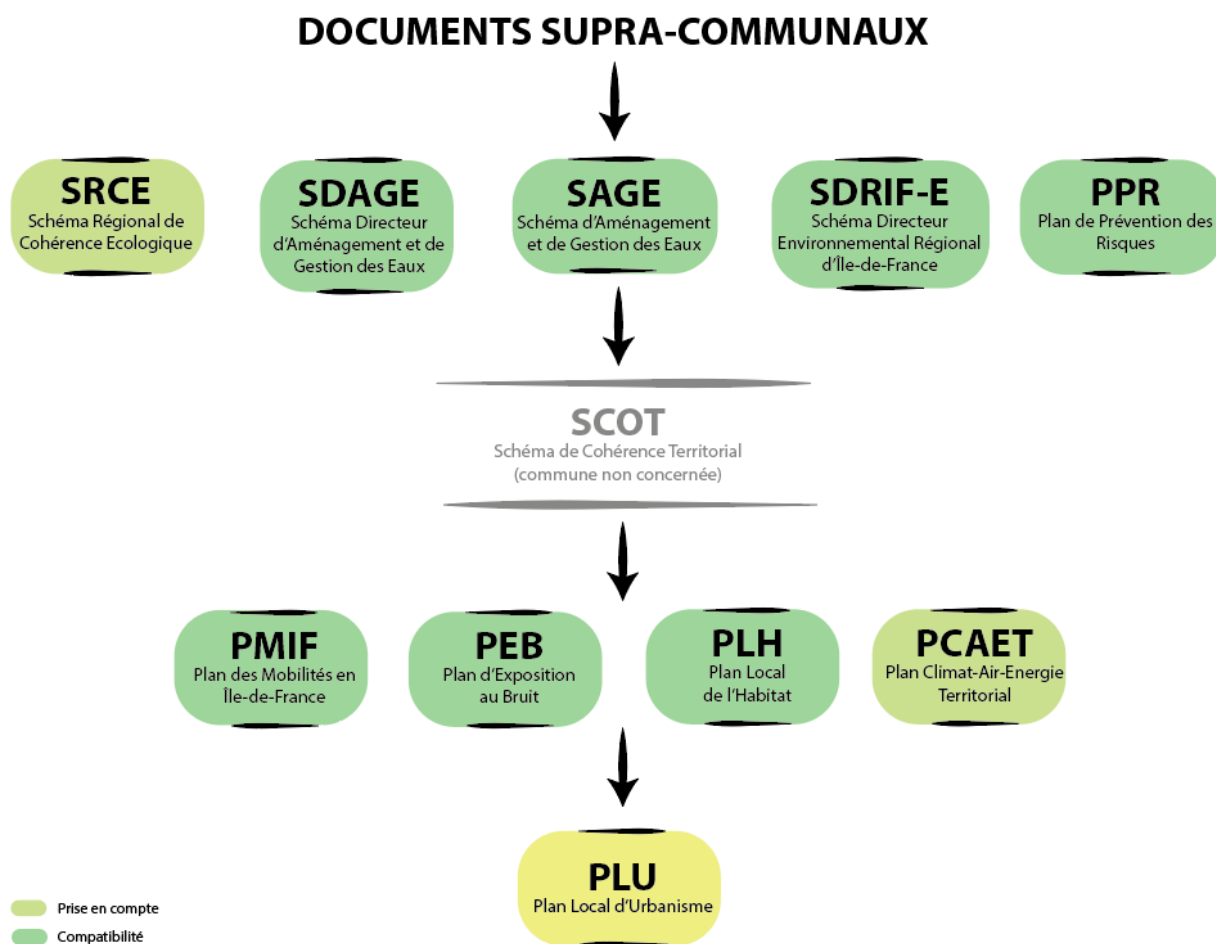 DOCUMENTS SUPRA-COMMUNAUX
SRCE
Schéma Régional de
Cohérence Ecologique
SDAGE
Schéma Directeur
d'Aménagement et de
Gestion des Eaux
SAGE
Schéma d'Aménagement
et de Gestion des Eaux
SDRIF-E
Schéma Directeur
Environnemental Régional
d'Île-de-France
PPR
Plan de Prévention des
Risques
SCOT
Schéma de Cohérence Territorial
(commune non concernée)
PMIF
Plan des Mobilités en
Île-de-France
PEB
Plan d'Exposition
au Bruit
PLH
Plan Local
de l'Habitat
PCAET
Plan Climat-Air-Energie
Territorial
PLU
Plan Local d'Urbanisme
Prise en compte
Compatibilité